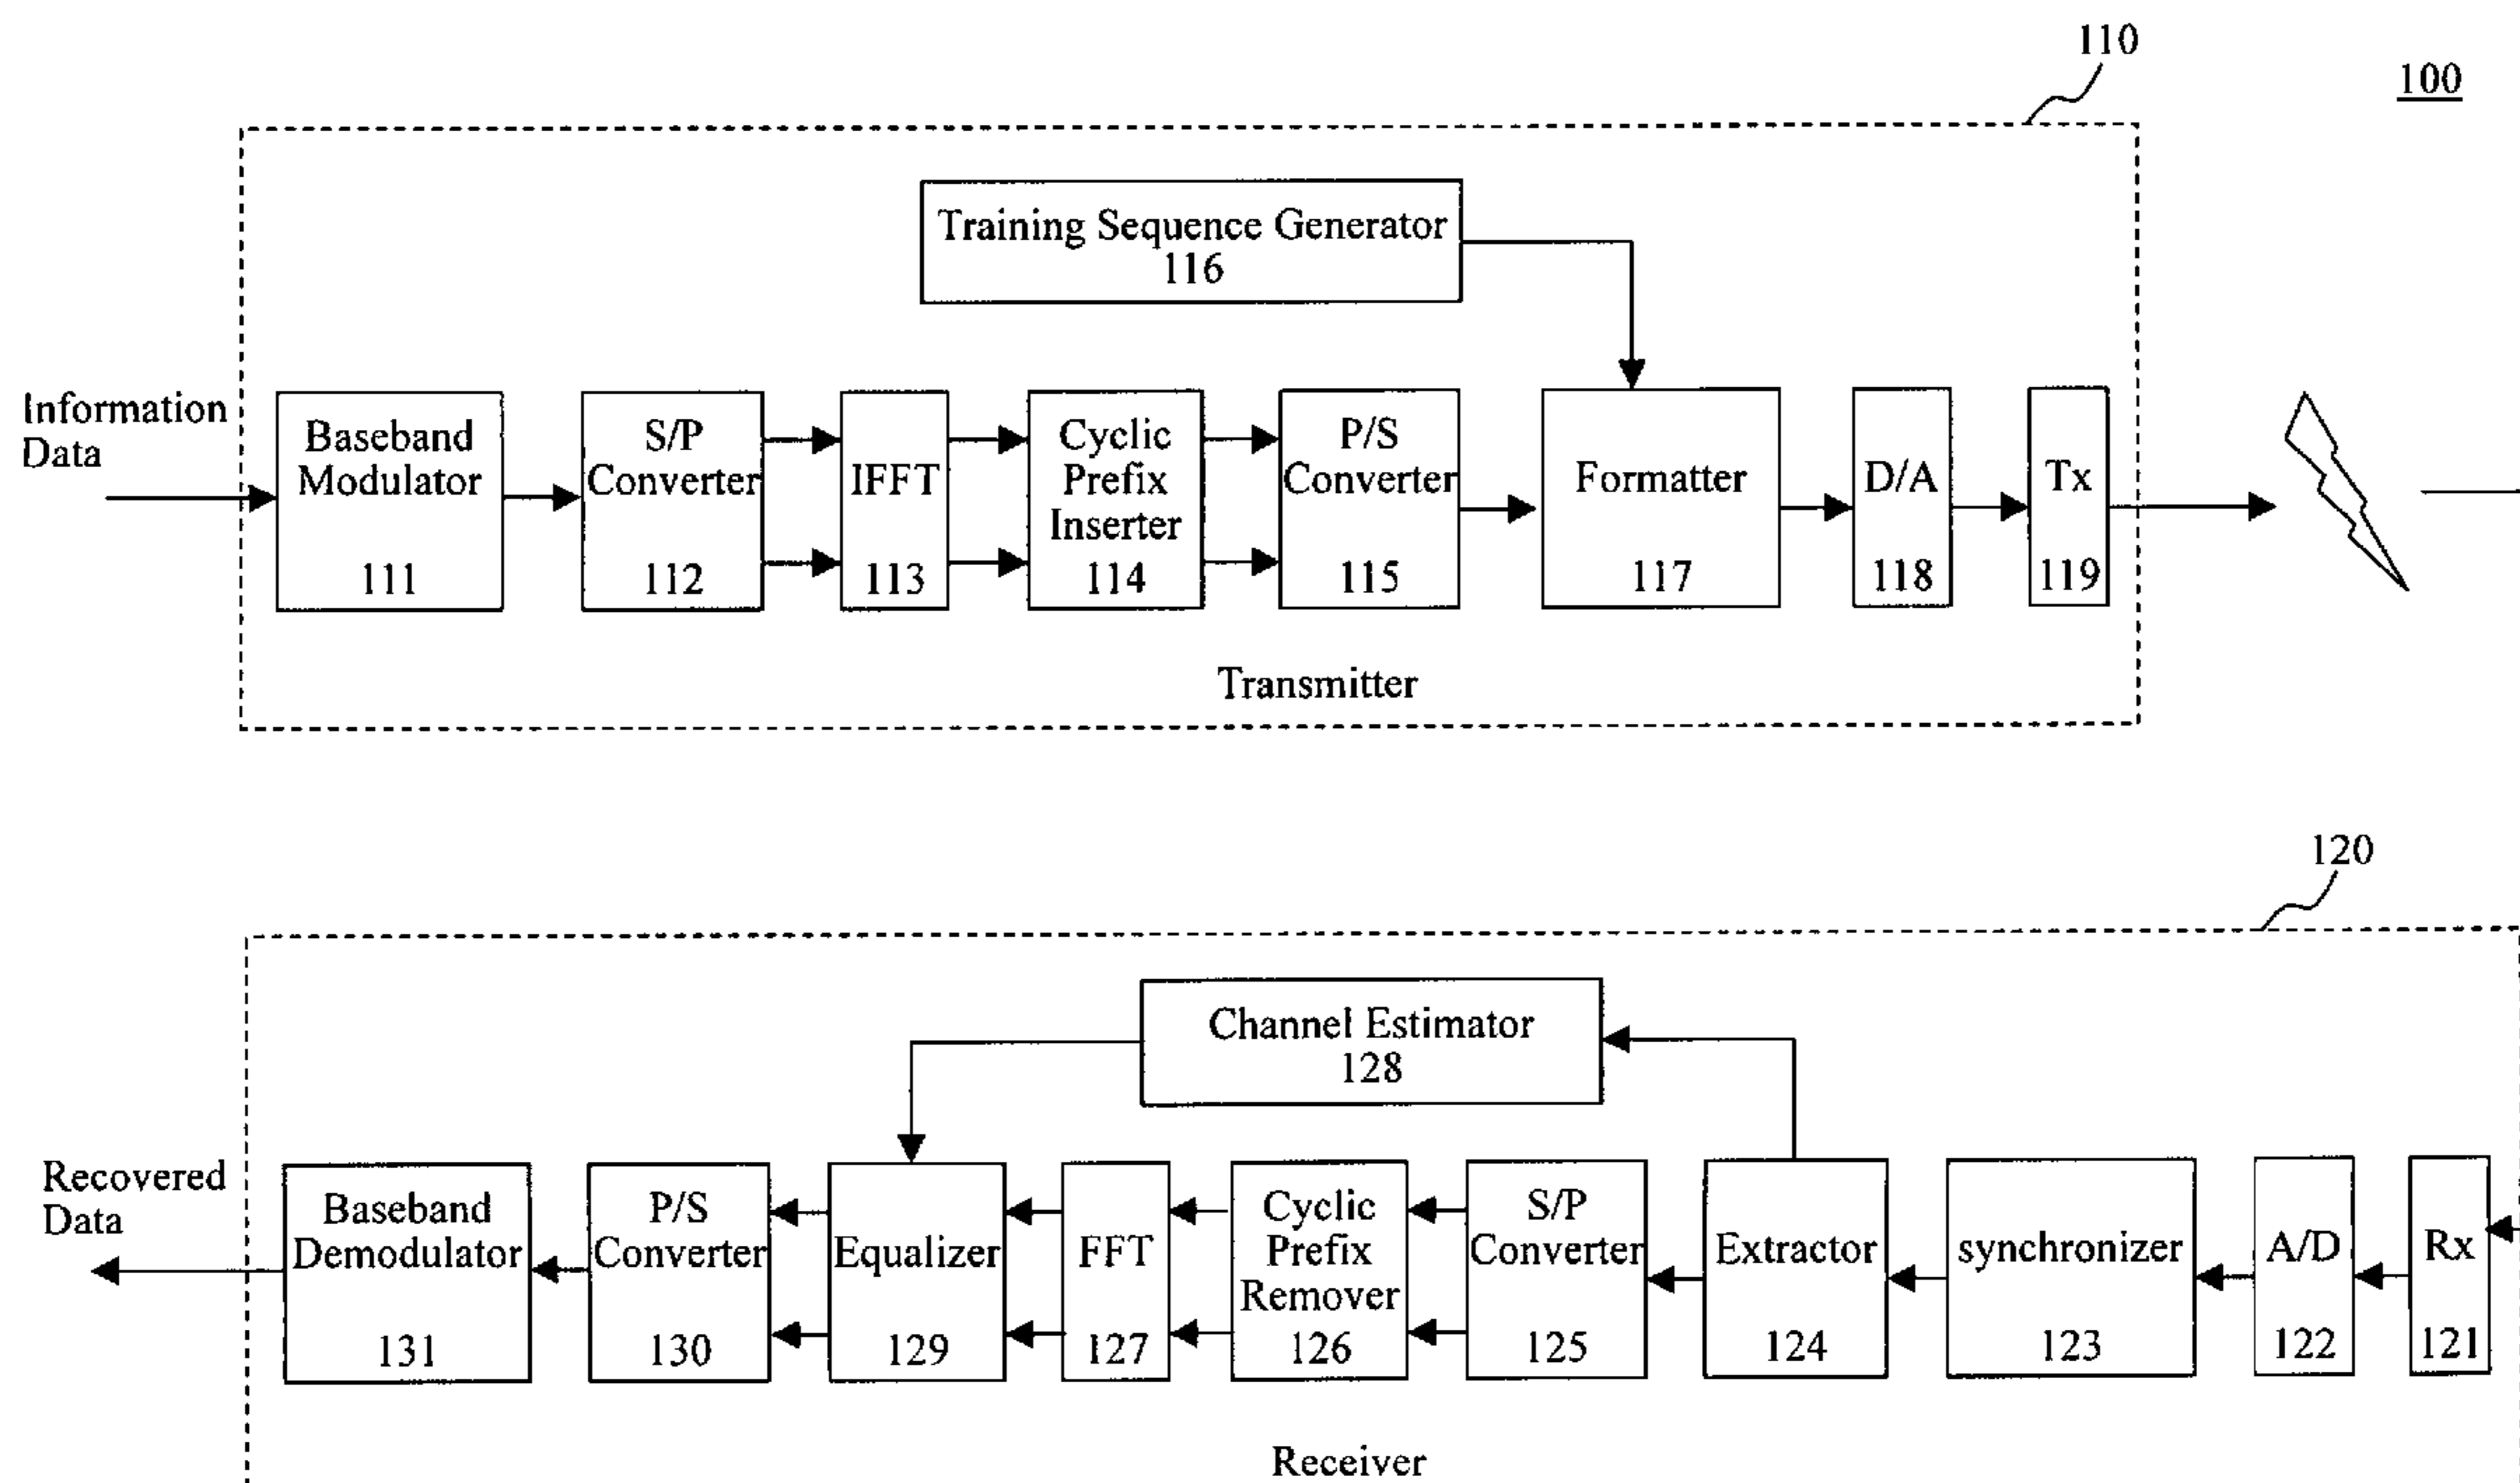 110
100
Training Sequence Generator
116
Information
Data
Baseband
Modulator
111
S/P
Converter
112
IFFT
113
Cyclic
Prefix
Inserter
114
P/S
Converter
115
Formatter
117
D/A
118
Tx
119
Transmitter
120
Channel Estimator
128
Recovered
Data
Baseband
Demodulator
131
P/S
Converter
130
Equalizer
129
FFT
127
Cyclic
Prefix
Remover
126
S/P
Converter
125
Extractor
124
synchronizer
123
A/D
122
Rx
121
Receiver